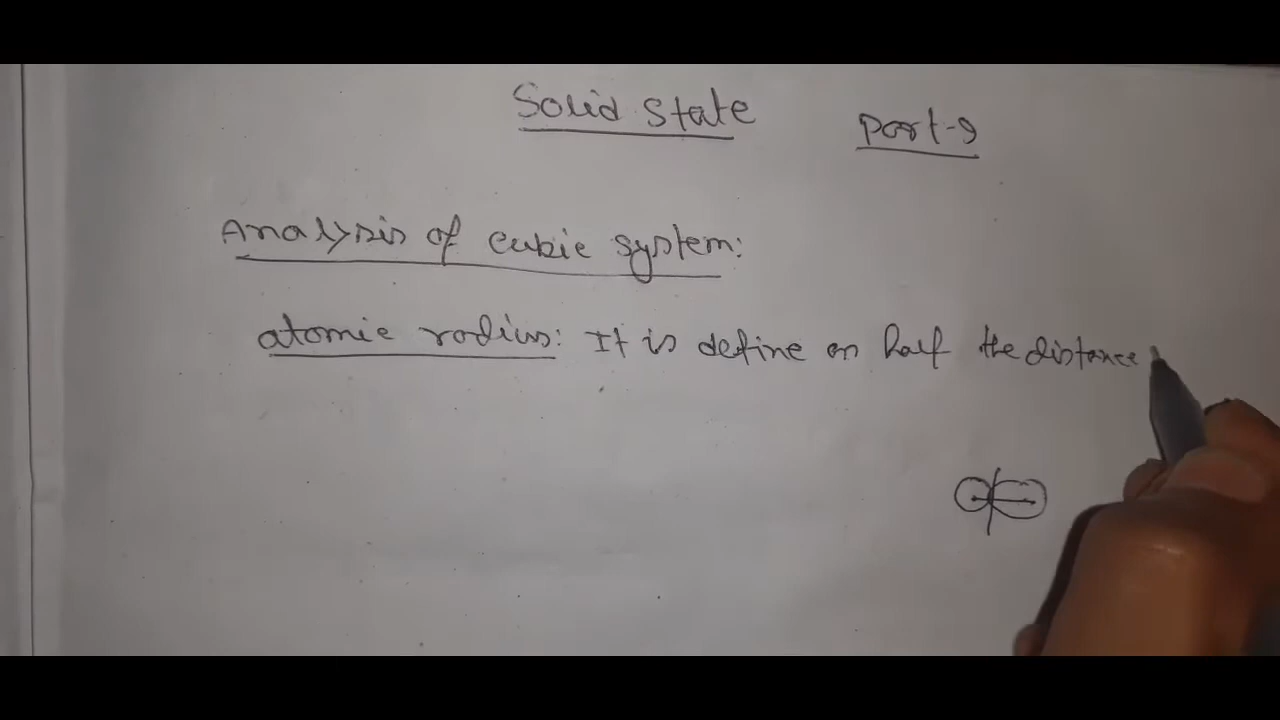 Solid state
Part-9
Analysis of cubic system:
atomic radius: It is define as half the distance